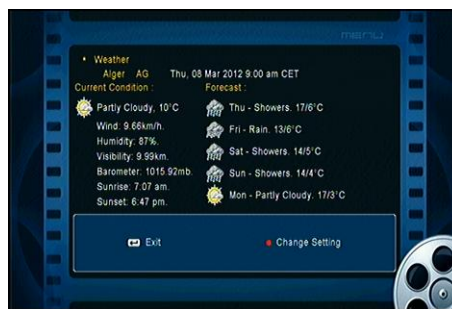 menu
Weather
Alger AG Thu, 08 Mar 2012 9:00 am CET
Current Condition : Forecast :
Partly Cloudy, 10°C
Wind: 9.66km/h.
Humidity: 87%.
Visibility: 9.99km.
Barometer: 1015.92mb.
Sunrise: 7:07 am.
Sunset: 6:47 pm.
Thu - Showers. 17/6°C
Fri - Rain. 13/6°C
Sat - Showers. 14/5°C
Sun - Showers. 14/4°C
Mon - Partly Cloudy. 17/3°C
Exit Change Setting